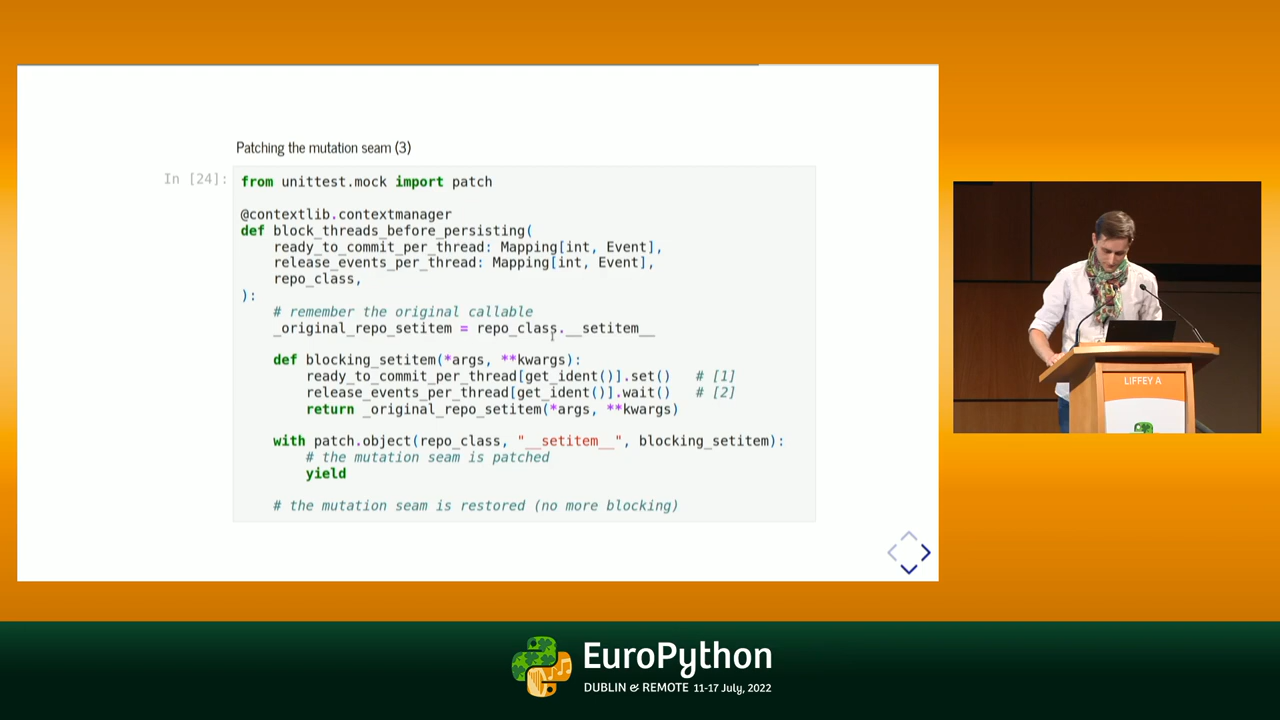 Patching the mutation seam (3)
In [24]:
from unittest.mock import patch
@contextlib.contextmanager
def block_threads_before_persisting(
    ready_to_commit_per_thread: Mapping[int, Event],
    release_events_per_thread: Mapping[int, Event],
    repo_class,
):
    # remember the original callable
    _original_repo_setitem = repo_class.__setitem__
    def blocking_setitem(*args, **kwargs):
        ready_to_commit_per_thread[get_ident()].set()   # [1]
        release_events_per_thread[get_ident()].wait()   # [2]
        return _original_repo_setitem(*args, **kwargs)
    with patch.object(repo_class, "__setitem__", blocking_setitem):
        # the mutation seam is patched
        yield
    # the mutation seam is restored (no more blocking)
LIFFEY A
EuroPython
DUBLIN & REMOTE 11-17 July, 2022